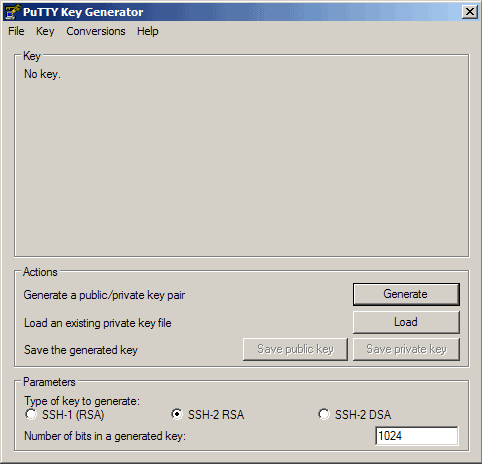 PuTTY Key Generator
File Key Conversions Help
Key
No key.
Actions
Generate a public/private key pair Generate
Load an existing private key file Load
Save the generated key Save public key Save private key
Parameters
Type of key to generate:
SSH-1 (RSA) SSH-2 RSA SSH-2 DSA
Number of bits in a generated key: 1024